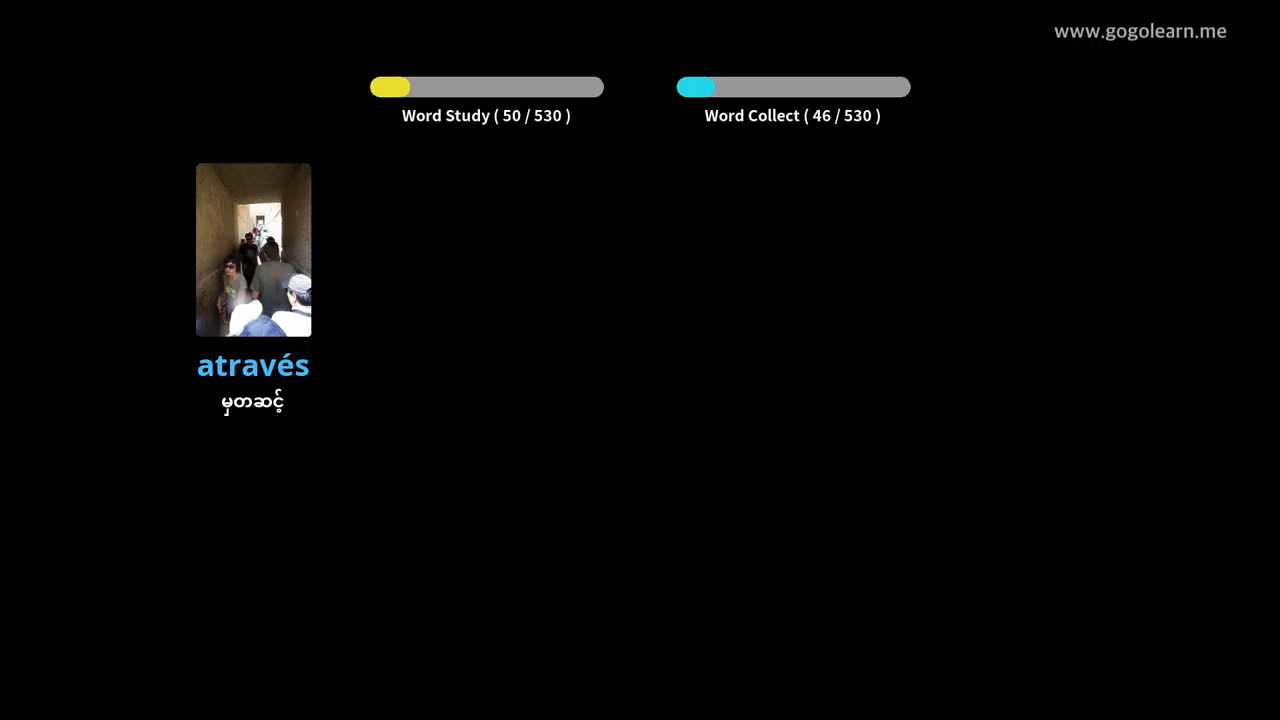 www.gogolearn.me
Word Study ( 50 / 530 )
Word Collect ( 46 / 530 )
através
မှတဆင့်